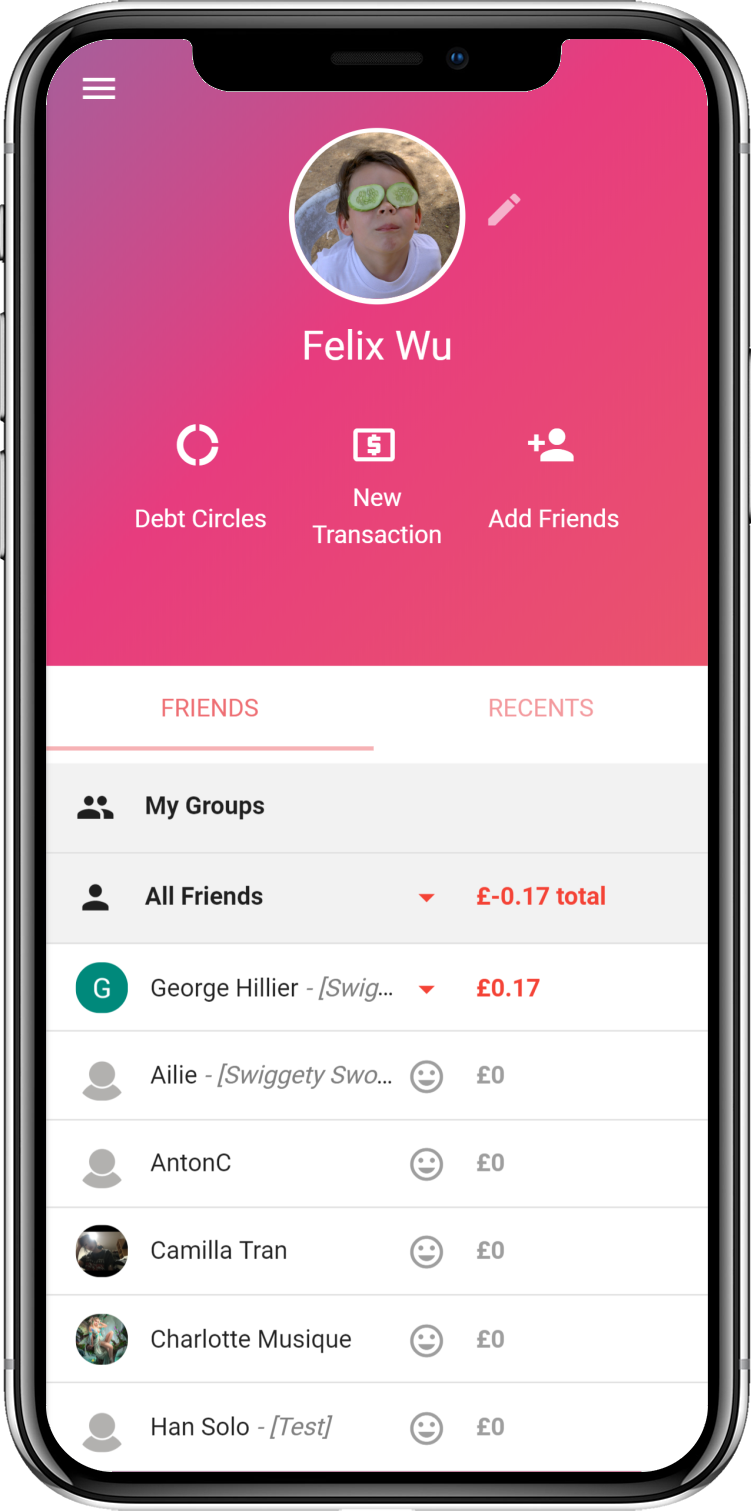 Felix Wu
Debt Circles
New
Transaction
Add Friends
FRIENDS
RECENTS
My Groups
All Friends
£-0.17 total
G
George Hillier - [Swig...
£0.17
Ailie - [Swiggety Swo...
£0
AntonC
£0
Camilla Tran
£0
Charlotte Musique
£0
Han Solo - [Test]
£0